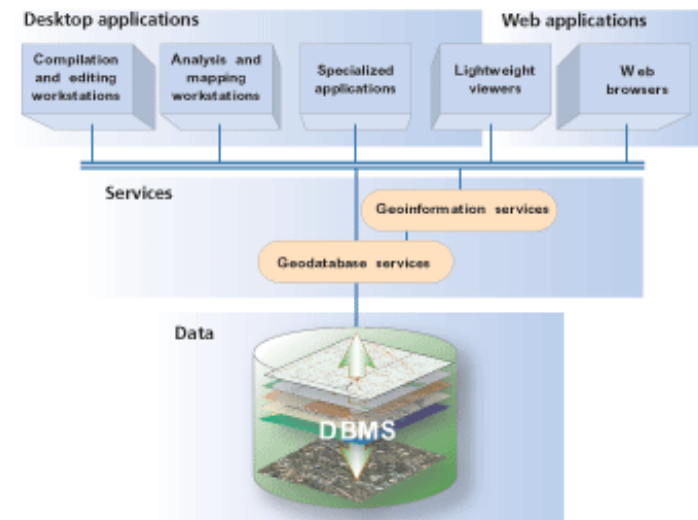 Desktop applications
Web applications
Compilation
and editing
workstations
Analysis and
mapping
workstations
Specialized
applications
Lightweight
viewers
Web
browsers
Services
Geoinformation services
Geodatabase services
Data
DBMS